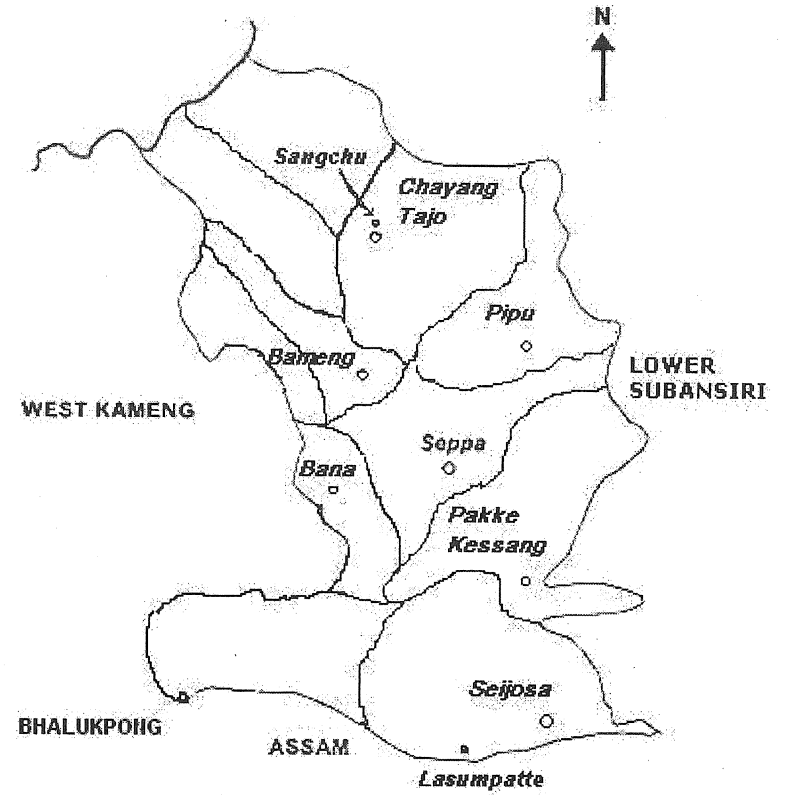 N
Sangchu
Chayang
Tajo
Pipu
Bameng
LOWER
SUBANSIRI
WEST KAMENG
Seppa
Bana
Pakke
Kessang
Seijosa
BHALUKPONG
ASSAM
Lasumpatte